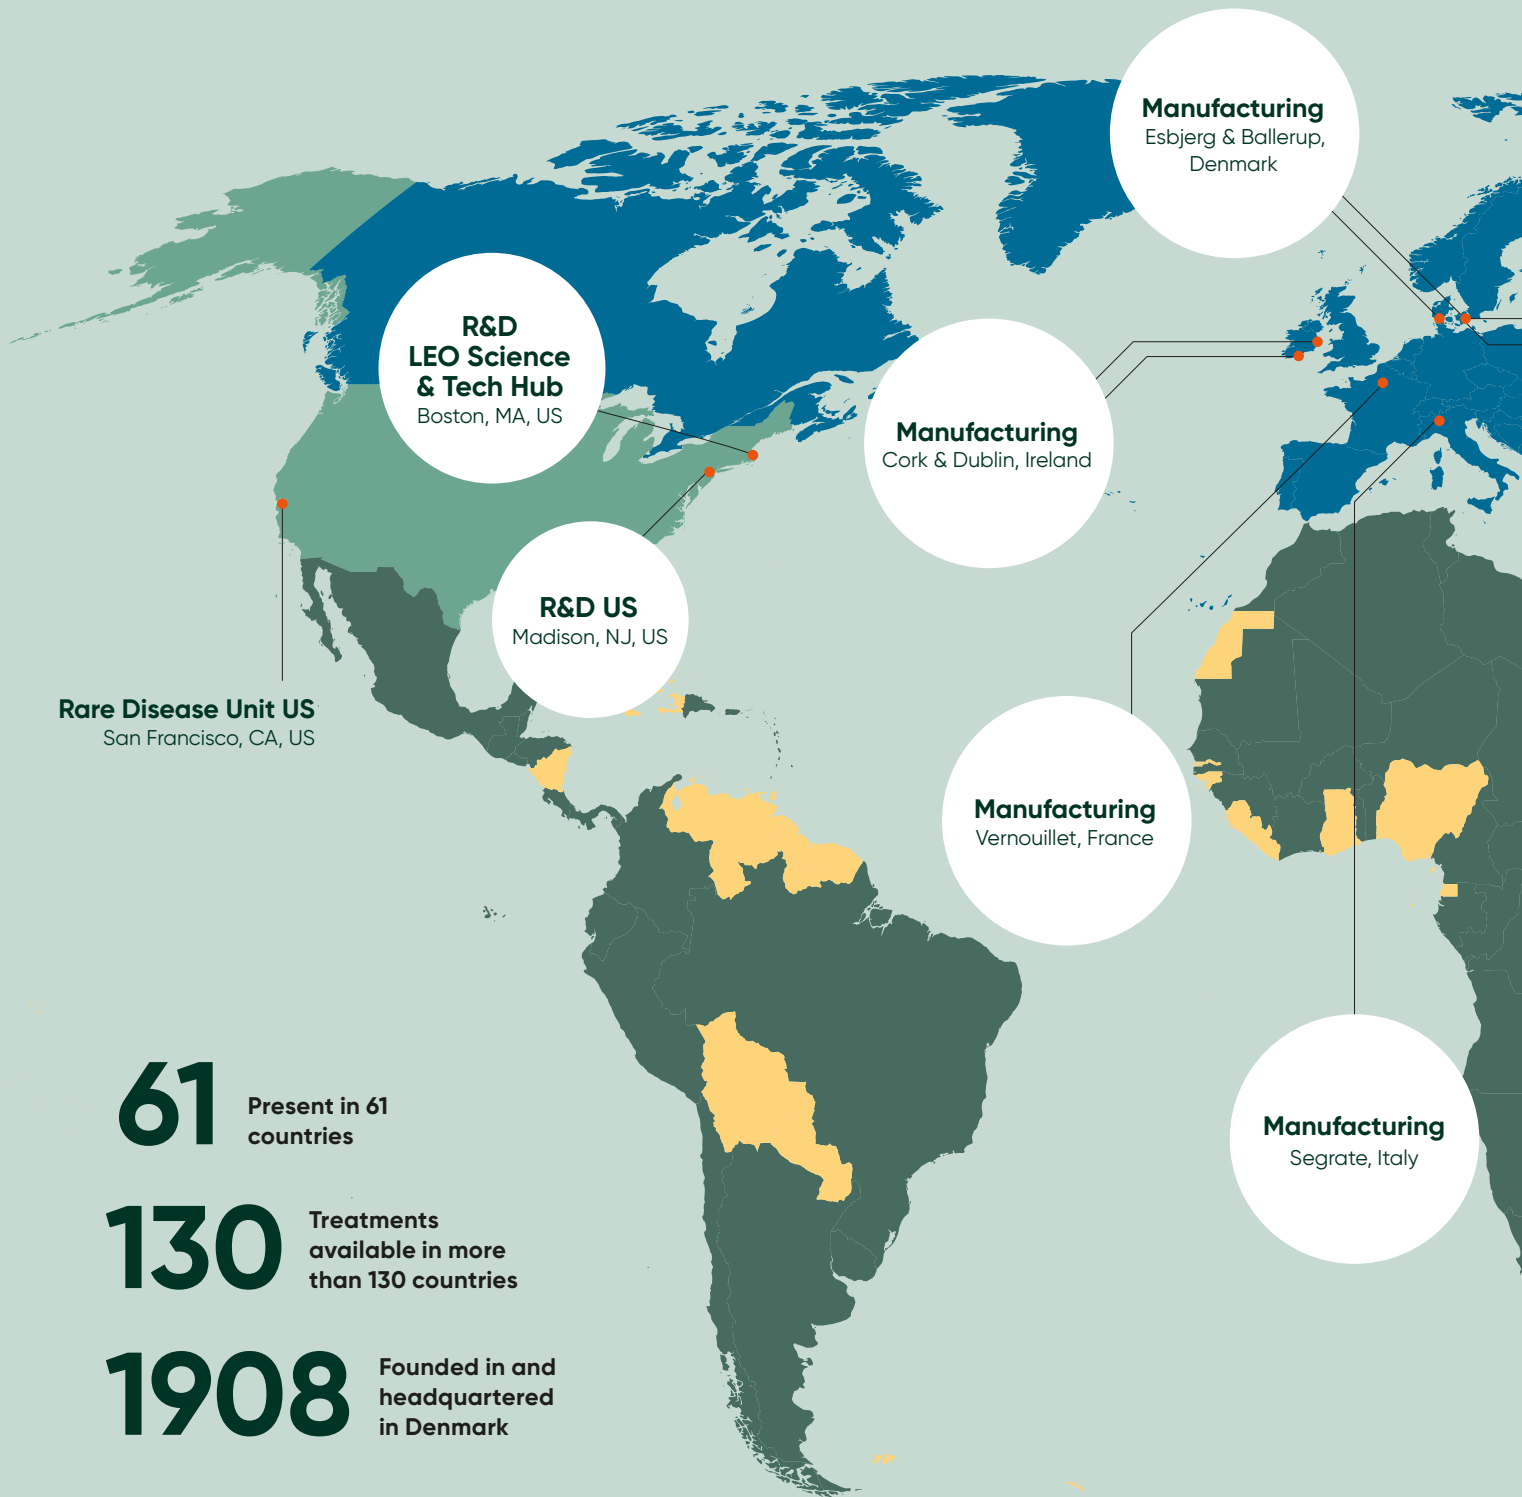 Manufacturing
Esbjerg & Ballerup,
Denmark
R&D
LEO Science
& Tech Hub
Boston, MA, US
Manufacturing
Cork & Dublin, Ireland
R&D US
Madison, NJ, US
Rare Disease Unit US
San Francisco, CA, US
Manufacturing
Vernouillet, France
Manufacturing
Segrate, Italy
61
Present in 61
countries
130
Treatments
available in more
than 130 countries
1908
Founded in and
headquartered
in Denmark